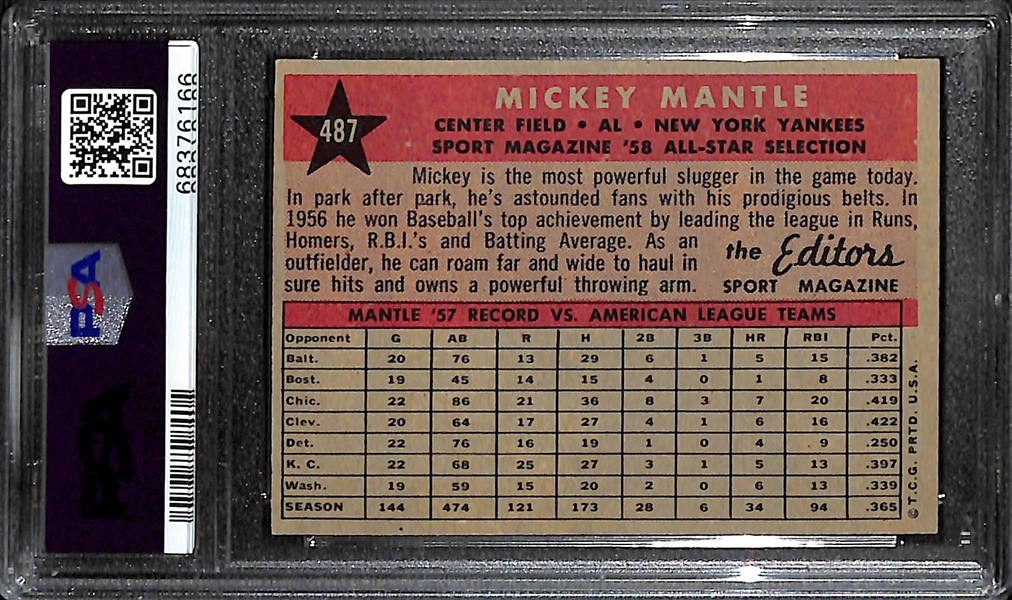 68376166
PSA
PSA
487
MICKEY MANTLE
CENTER FIELD • AL • NEW YORK YANKEES
SPORT MAGAZINE '58 ALL-STAR SELECTION
Mickey is the most powerful slugger in the game today.
In park after park, he's astounded fans with his prodigious belts. In
1956 he won Baseball's top achievement by leading the league in Runs,
Homers, R.B.I.'s and Batting Average. As an
outfielder, he can roam far and wide to haul in
sure hits and owns a powerful throwing arm.
the Editors
SPORT MAGAZINE
MANTLE '57 RECORD VS. AMERICAN LEAGUE TEAMS
Opponent G AB R H 2B 3B HR RBI Pct.
Balt. 20 76 13 29 6 1 5 15 .382
Bost. 19 45 14 15 4 0 1 8 .333
Chic. 22 86 21 36 8 3 7 20 .419
Clev. 20 64 17 27 4 1 6 16 .422
Det. 22 76 16 19 1 0 4 9 .250
K. C. 22 68 25 27 3 1 5 13 .397
Wash. 19 59 15 20 2 0 6 13 .339
SEASON 144 474 121 173 28 6 34 94 .365
© T.C.G. PRTD. U.S.A.